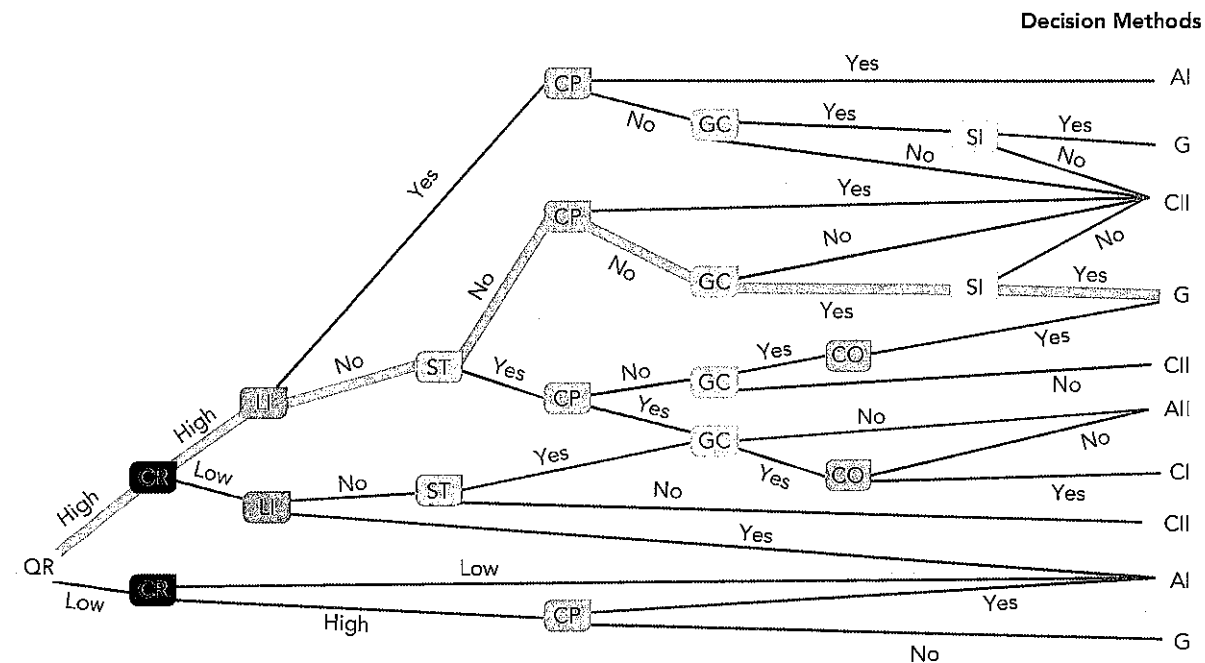 Decision Methods
Yes
CP
AI
No
GC
Yes
SI
Yes
G
No
No
Yes
CP
Yes
CII
No
No
No
GC
No
SI
Yes
G
Yes
No
ST
Yes
CP
No
GC
Yes
CO
Yes
CII
No
High
LI
Yes
AII
GC
No
No
CR
Low
LI
No
ST
Yes
Yes
CO
CI
Yes
High
No
CII
Yes
QR
Low
CR
Low
AI
High
CP
Yes
G
No